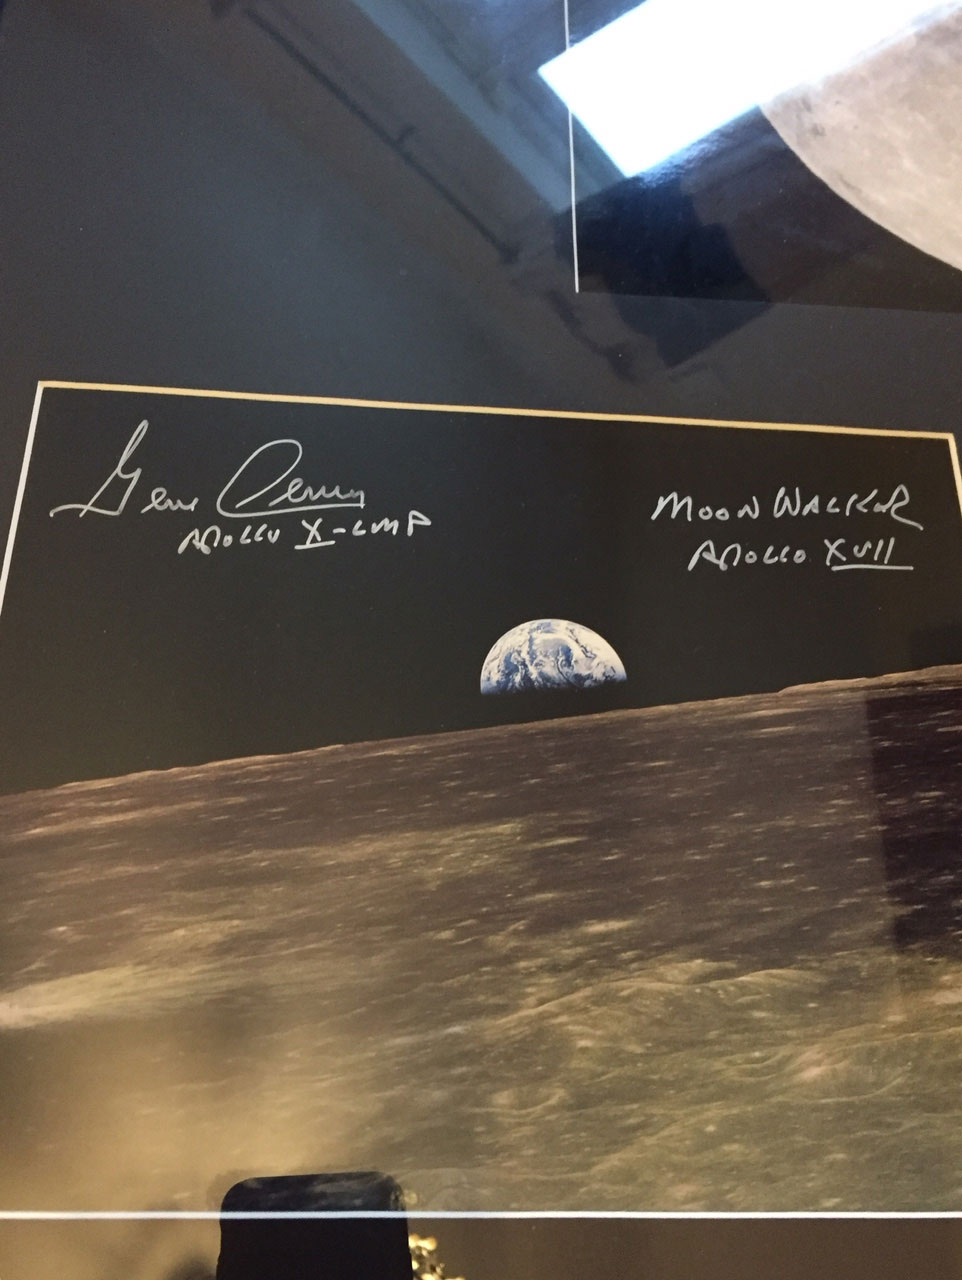 Gene Cernan
APOLLO X-LMP
MOON WALKER
APOLLO XVII